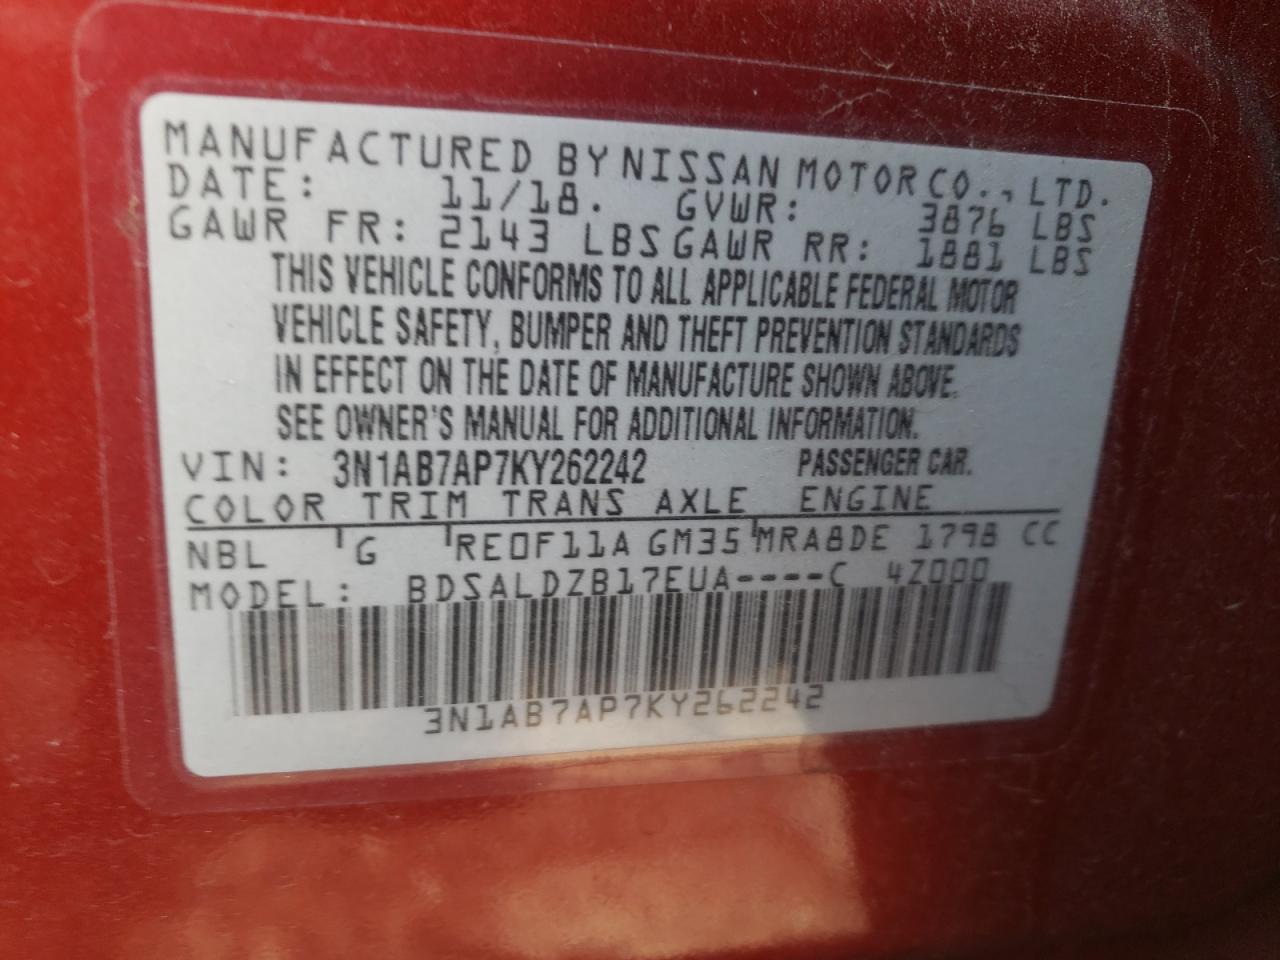 MANUFACTURED BY NISSAN MOTOR CO., LTD.
DATE: 11/18. GVWR: 3876 LBS
GAWR FR: 2143 LBS GAWR RR: 1881 LBS
THIS VEHICLE CONFORMS TO ALL APPLICABLE FEDERAL MOTOR
VEHICLE SAFETY, BUMPER AND THEFT PREVENTION STANDARDS
IN EFFECT ON THE DATE OF MANUFACTURE SHOWN ABOVE.
SEE OWNER'S MANUAL FOR ADDITIONAL INFORMATION.
VIN: 3N1AB7AP7KY262242 PASSENGER CAR.
COLOR TRIM TRANS AXLE ENGINE
NBL G RE0F11A GM35 MRA8DE 1798 CC
MODEL: BDSALDZB17EUA----C 4Z000
3N1AB7AP7KY262242